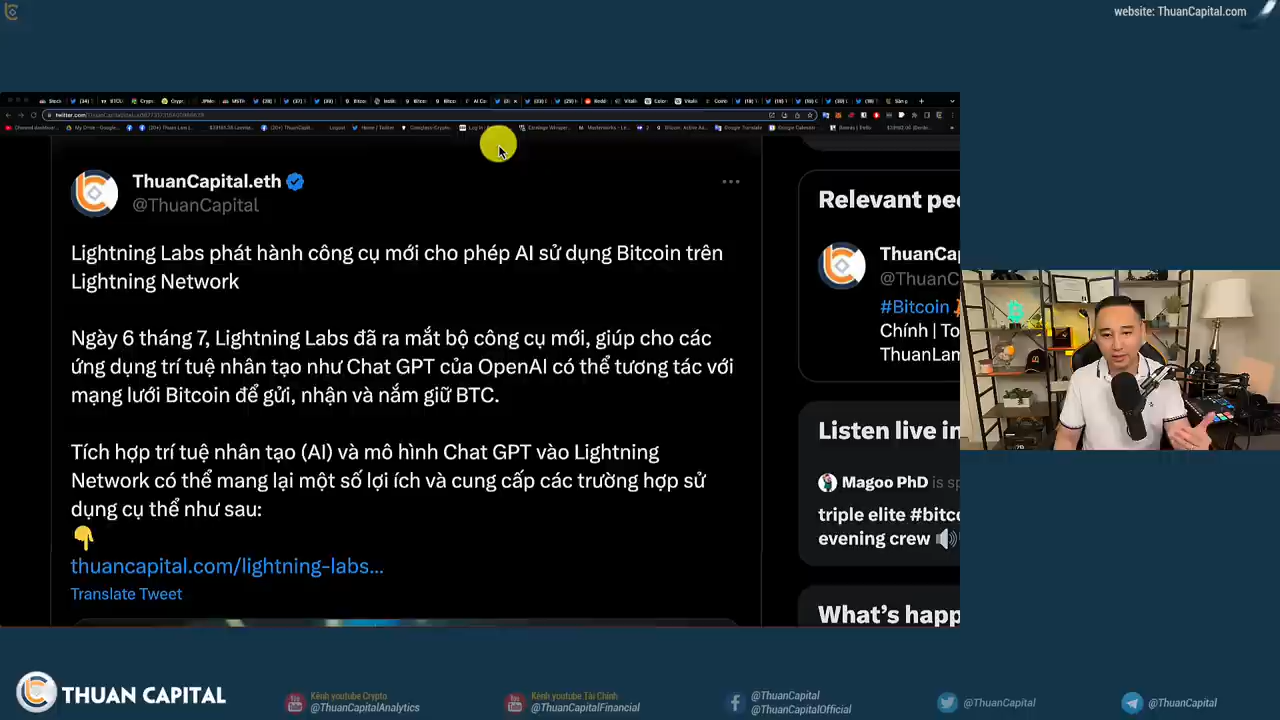 website: ThuanCapital.com
ThuanCapital.eth
@ThuanCapital
Lightning Labs phát hành công cụ mới cho phép AI sử dụng Bitcoin trên
Lightning Network
Ngày 6 tháng 7, Lightning Labs đã ra mắt bộ công cụ mới, giúp cho các
ứng dụng trí tuệ nhân tạo như Chat GPT của OpenAI có thể tương tác với
mạng lưới Bitcoin để gửi, nhận và nắm giữ BTC.
Tích hợp trí tuệ nhân tạo (AI) và mô hình Chat GPT vào Lightning
Network có thể mang lại một số lợi ích và cung cấp các trường hợp sử
dụng cụ thể như sau:
👇
thuancapital.com/lightning-labs...
Translate Tweet
Relevant peo
ThuanCap
@ThuanC
#Bitcoin
Chính | To
ThuanLam
Listen live in
Magoo PhD is sp
triple elite #bitco
evening crew
What's happ
THUAN CAPITAL
Kênh youtube Crypto
@ThuanCapitalAnalytics
Kênh youtube Tài Chính
@ThuanCapitalFinancial
@ThuanCapital
@ThuanCapitalOfficial
@ThuanCapital
@ThuanCapital